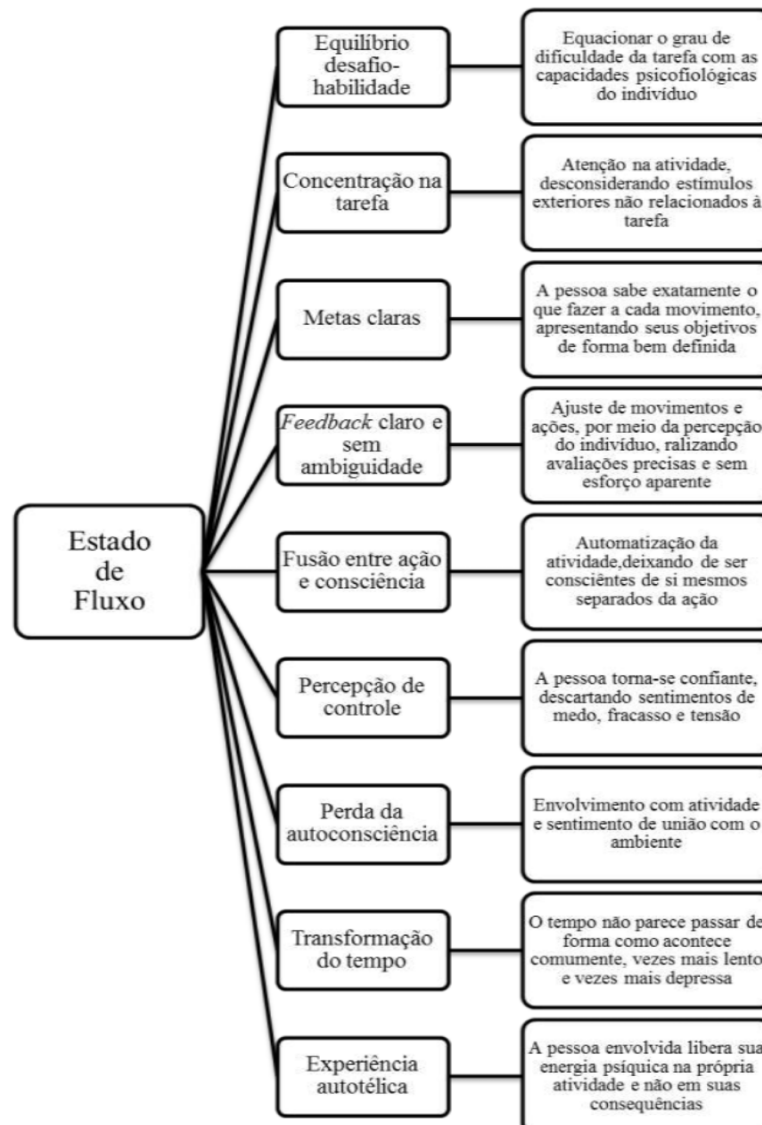 Estado
de
Fluxo
Equilíbrio
desafio-
habilidade
Equacionar o grau de
dificuldade da tarefa com as
capacidades psicofiológicas
do indivíduo
Concentração na
tarefa
Atenção na atividade,
desconsiderando estímulos
exteriores não relacionados à
tarefa
Metas claras
A pessoa sabe exatamente o
que fazer a cada movimento,
apresentando seus objetivos
de forma bem definida
Feedback claro e
sem
ambiguidade
Ajuste de movimentos e
ações, por meio da percepção
do indivíduo, ralizando
avaliações precisas e sem
esforço aparente
Fusão entre ação
e consciência
Automatização da
atividade,deixando de ser
consciêntes de si mesmos
separados da ação
Percepção de
controle
A pessoa torna-se confiante,
descartando sentimentos de
medo, fracasso e tensão
Perda da
autoconsciência
Envolvimento com atividade
e sentimento de união com o
ambiente
Transformação
do tempo
O tempo não parece passar de
forma como acontece
comumente, vezes mais lento
e vezes mais depressa
Experiência
autotélica
A pessoa envolvida libera sua
energia psíquica na própria
atividade e não em suas
consequências